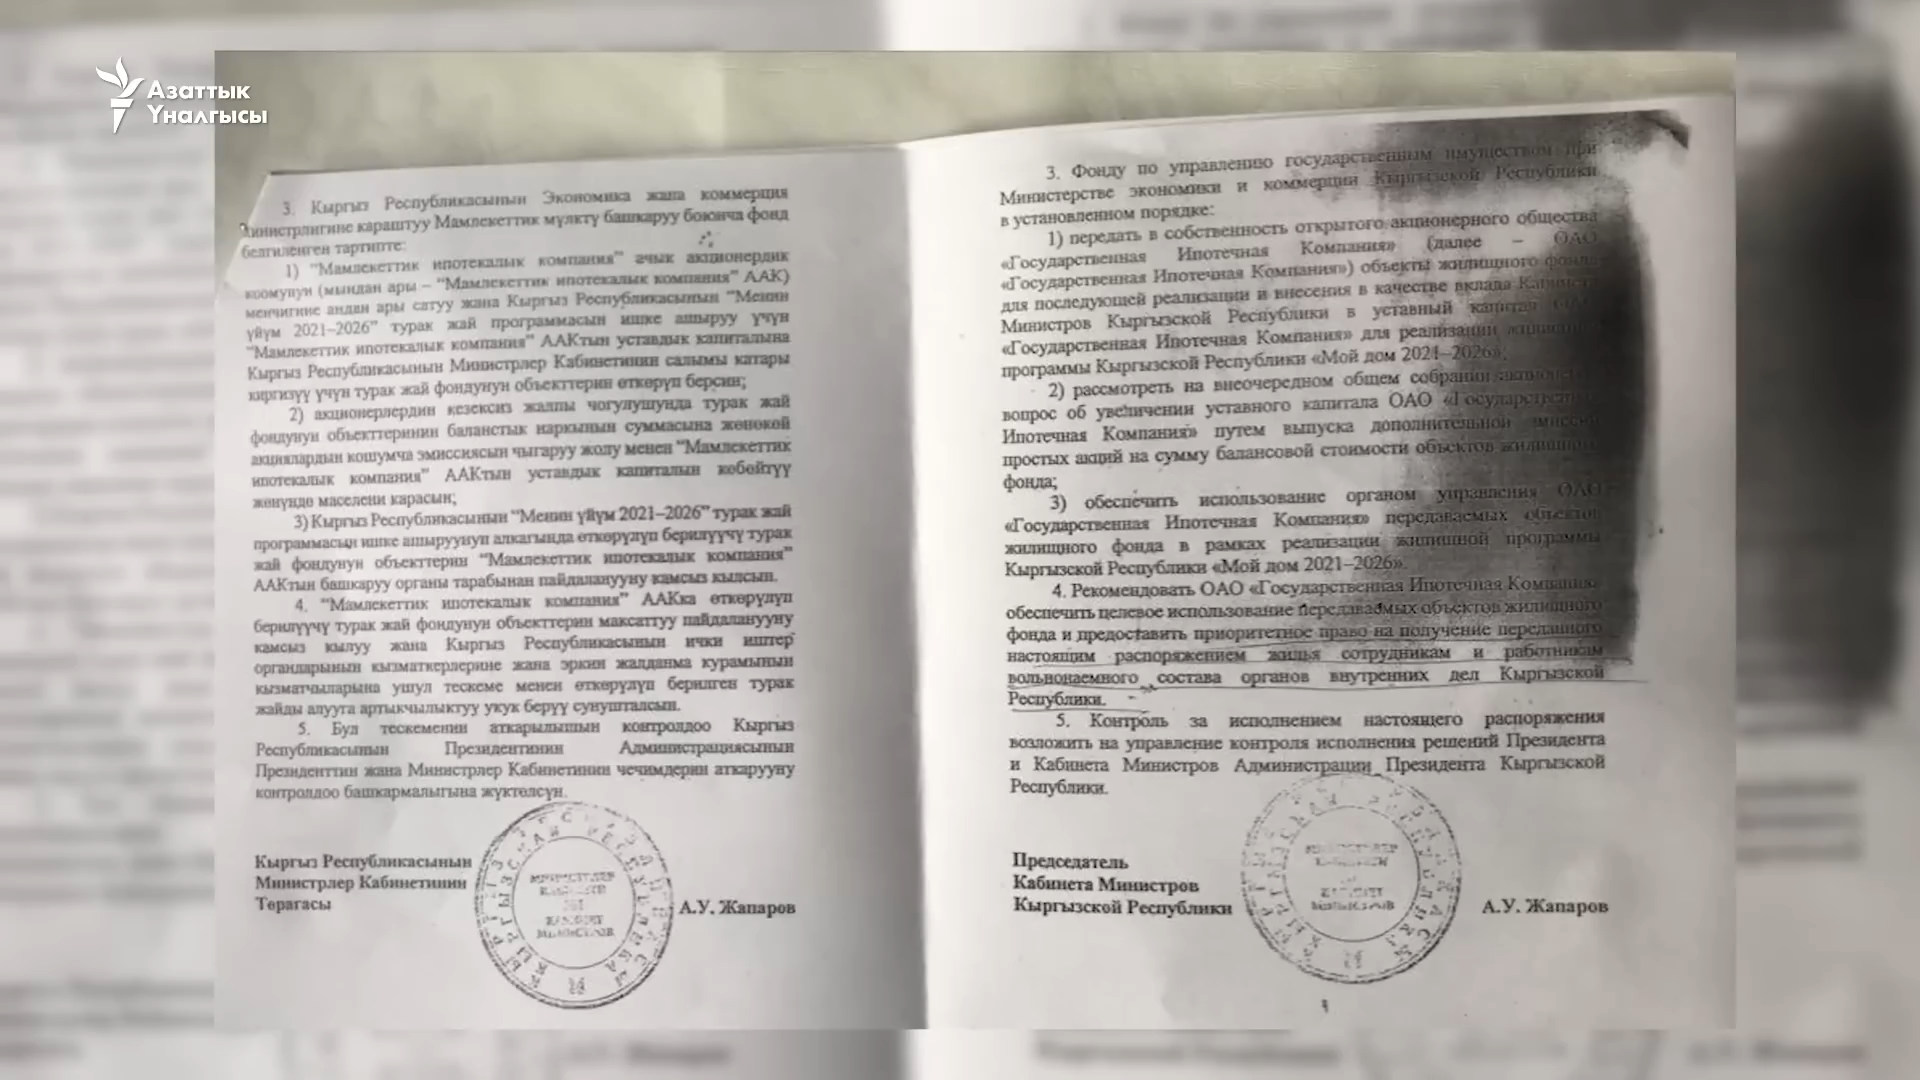 Азаттык
Үналгысы
3. Кыргыз Республикасынын Экономика жана коммерция
министрлигине караштуу Мамлекеттик мүлктү башкаруу боюнча фонд
белгиленген тартипте:
1) “Мамлекеттик ипотекалык компания” ачык акционердик
коомунун (мындан ары – “Мамлекеттик ипотекалык компания” ААК)
менчигине андан ары сатуу жана Кыргыз Республикасынын “Менин
үйүм 2021–2026” турак жай программасын ишке ашыруу үчүн
“Мамлекеттик ипотекалык компания” ААКтын уставдык капиталына
Кыргыз Республикасынын Министрлер Кабинетинин салымы катары
киргизүү үчүн турак жай фондунун объекттерин өткөрүп берсин;
2) акционерлердин кезексиз жалпы чогулушунда турак жай
фондунун объекттеринин баланстык наркынын суммасына жөнөкөй
акциялардын кошумча эмиссиясын чыгаруу жолу менен “Мамлекеттик
ипотекалык компания” ААКтын уставдык капиталын көбөйтүү
жөнүндө маселени карасын;
3) Кыргыз Республикасынын “Менин үйүм 2021–2026” турак жай
программасын ишке ашыруунун алкагында өткөрүлүп берилүүчү турак
жай фондунун объекттерин “Мамлекеттик ипотекалык компания”
ААКтын башкаруу органы тарабынан пайдаланууну камсыз кылсын.
4. “Мамлекеттик ипотекалык компания” ААКка өткөрүлүп
берилүүчү турак жай фондунун объекттерин максаттуу пайдаланууну
камсыз кылуу жана Кыргыз Республикасынын ички иштер
органдарынын кызматкерлерине жана эркин жалданма курамынын
кызматчыларына ушул тескеме менен өткөрүлүп берилген турак
жайды алууга артыкчылыктуу укук берүү сунушталсын.
5. Бул тескеменин аткарылышын контролдоо Кыргыз
Республикасынын Президентинин Администрациясынын
Президенттин жана Министрлер Кабинетинин чечимдерин аткарууну
контролдоо башкармалыгына жүктөлсүн.
Кыргыз Республикасынын
Министрлер Кабинетинин
Төрагасы
А.У. Жапаров
3. Фонду по управлению государственным имуществом при
Министерстве экономики и коммерции Кыргызской Республики
в установленном порядке:
1) передать в собственность открытого акционерного общества
«Государственная Ипотечная Компания» (далее – ОАО
«Государственная Ипотечная Компания») объекты жилищного фонда
для последующей реализации и внесения в качестве вклада Кабинета
Министров Кыргызской Республики в уставный капитал ОАО
«Государственная Ипотечная Компания» для реализации жилищной
программы Кыргызской Республики «Мой дом 2021–2026»;
2) рассмотреть на внеочередном общем собрании акционеров
вопрос об увеличении уставного капитала ОАО «Государственная
Ипотечная Компания» путем выпуска дополнительной эмиссии
простых акций на сумму балансовой стоимости объектов жилищного
фонда;
3) обеспечить использование органом управления ОАО
«Государственная Ипотечная Компания» передаваемых объектов
жилищного фонда в рамках реализации жилищной программы
Кыргызской Республики «Мой дом 2021–2026».
4. Рекомендовать ОАО «Государственная Ипотечная Компания»
обеспечить целевое использование передаваемых объектов жилищного
фонда и предоставить приоритетное право на получение переданного
настоящим распоряжением жилья сотрудникам и работникам
вольнонаемного состава органов внутренних дел Кыргызской
Республики.
5. Контроль за исполнением настоящего распоряжения
возложить на управление контроля исполнения решений Президента
и Кабинета Министров Администрации Президента Кыргызской
Республики.
Председатель
Кабинета Министров
Кыргызской Республики
А.У. Жапаров